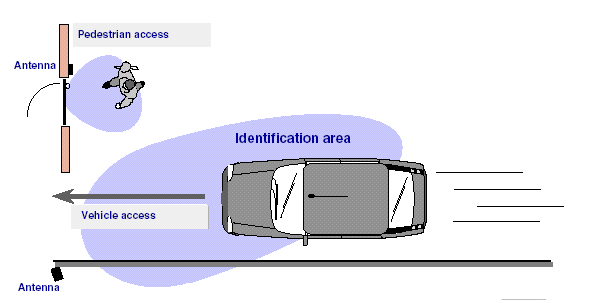 Pedestrian access
Antenna
Identification area
Vehicle access
Antenna